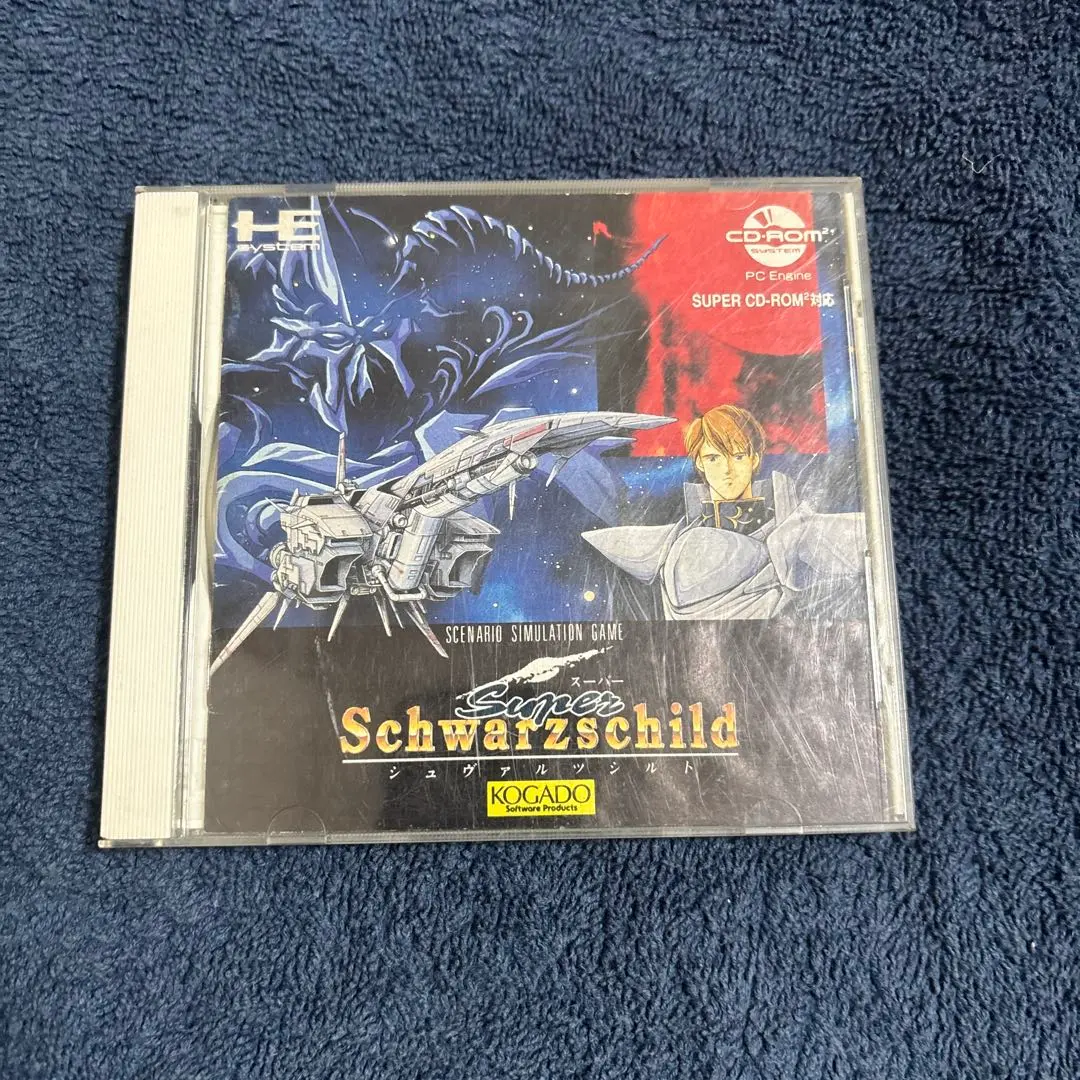 HE
system
CD-ROM²
SYSTEM
PC Engine
SUPER CD-ROM²対応
SCENARIO SIMULATION GAME
スーパー
Super
Schwarzschild
シュヴァルツシルト
KOGADO
Software Products